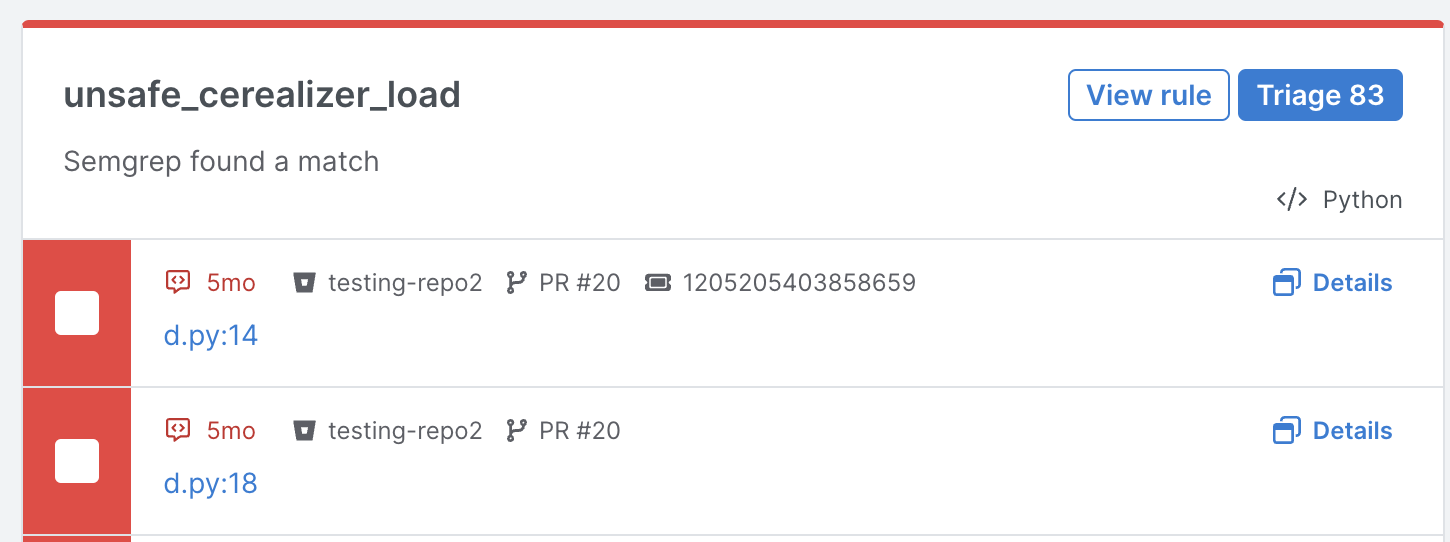 unsafe_cerealizer_load
View rule
Triage 83
Semgrep found a match
</> Python
5mo testing-repo2 PR #20 1205205403858659 Details
d.py:14
5mo testing-repo2 PR #20 Details
d.py:18